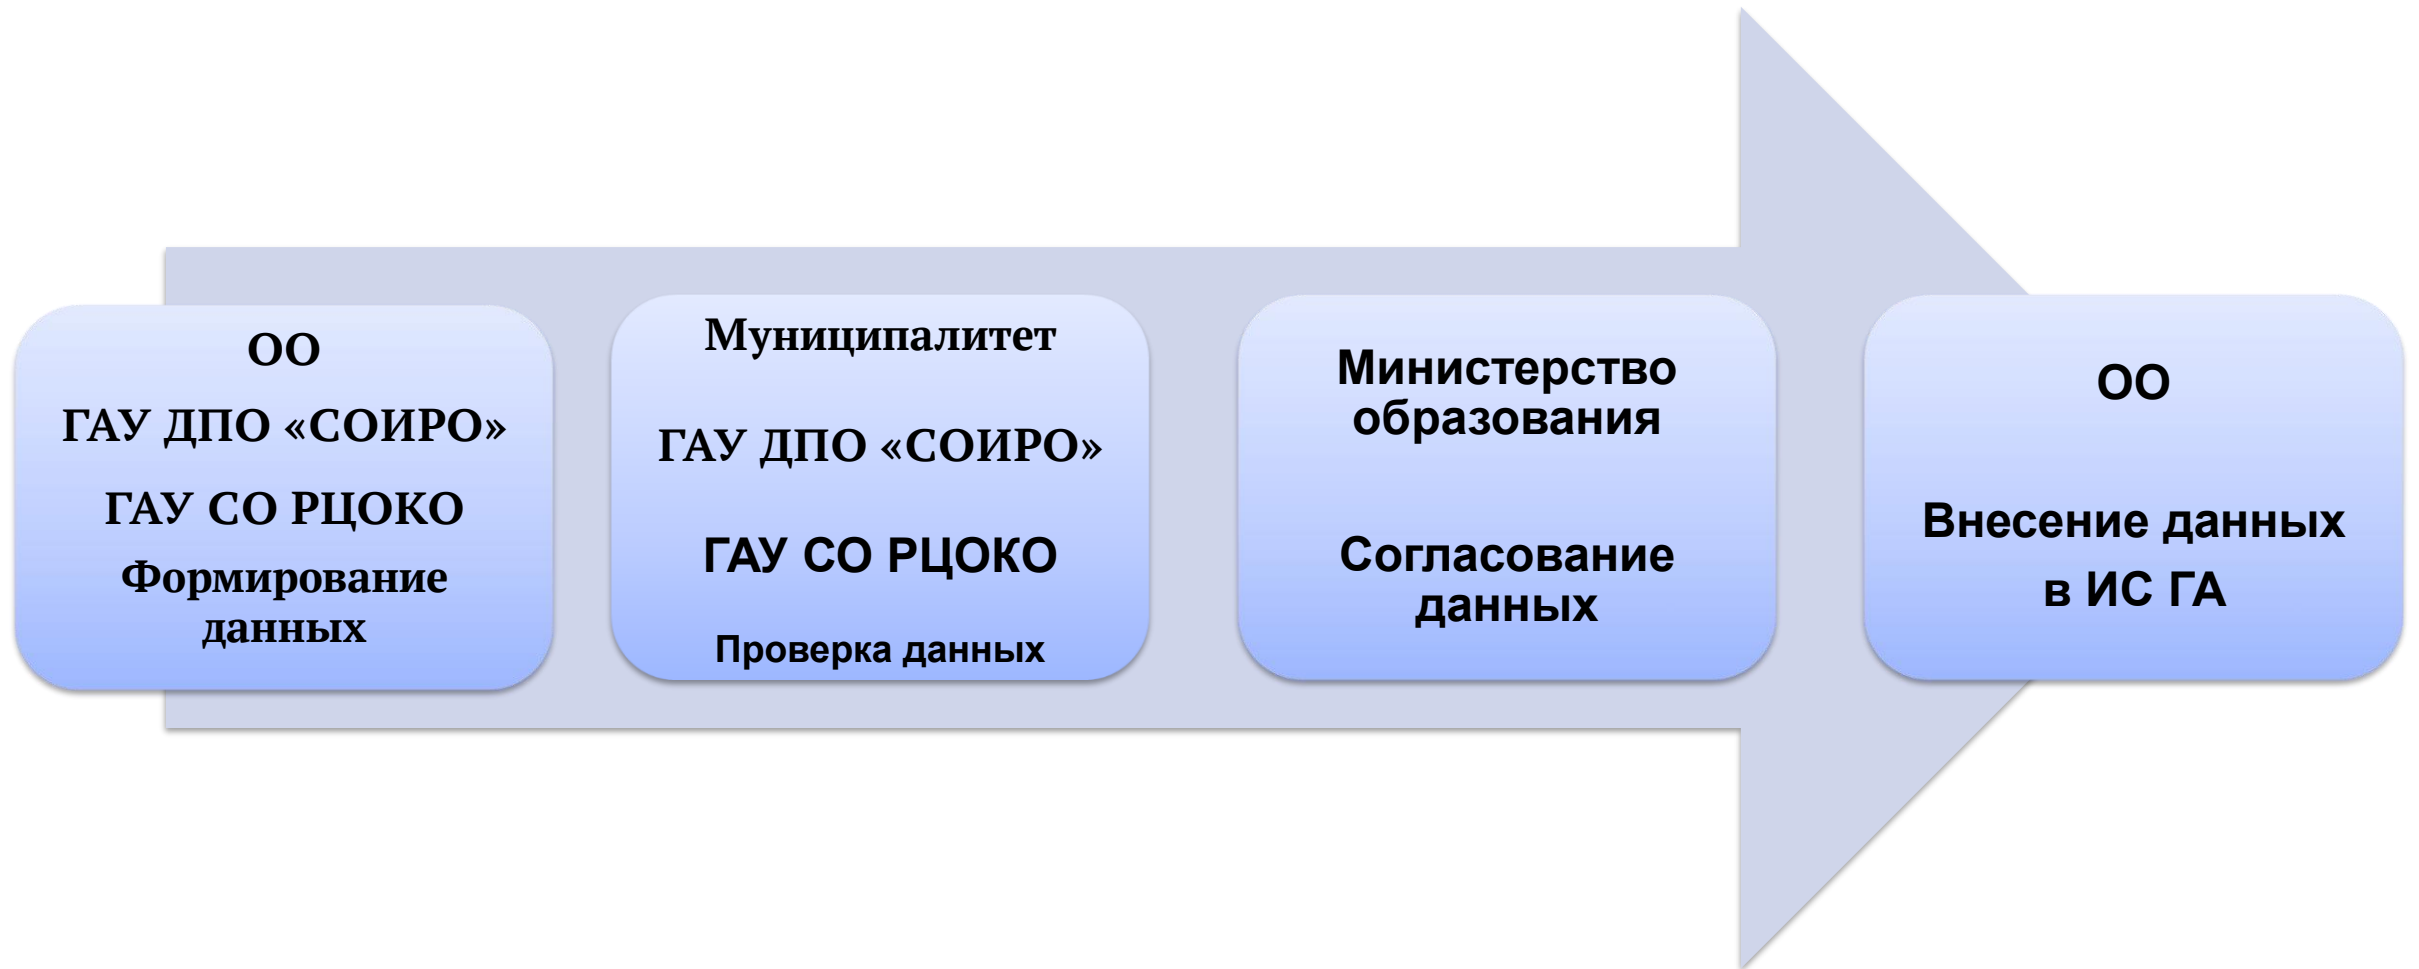 ОО
ГАУ ДПО «СОИРО»
ГАУ СО РЦОКО
Формирование
данных
Муниципалитет
ГАУ ДПО «СОИРО»
ГАУ СО РЦОКО
Проверка данных
Министерство
образования
Согласование
данных
ОО
Внесение данных
в ИС ГА